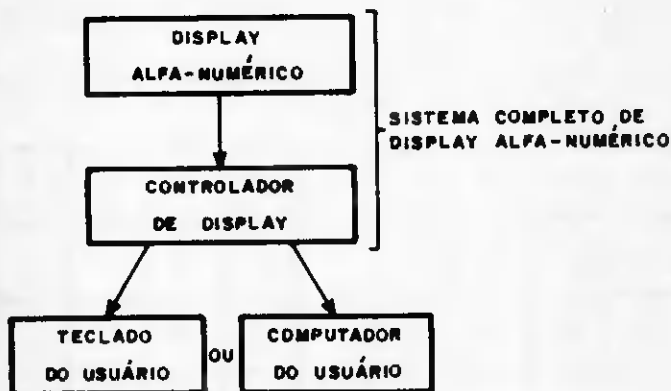 DISPLAY
ALFA-NUMÉRICO
SISTEMA COMPLETO DE
DISPLAY ALFA-NUMÉRICO
CONTROLADOR
DE DISPLAY
TECLADO
DO USUÁRIO
OU
COMPUTADOR
DO USUÁRIO